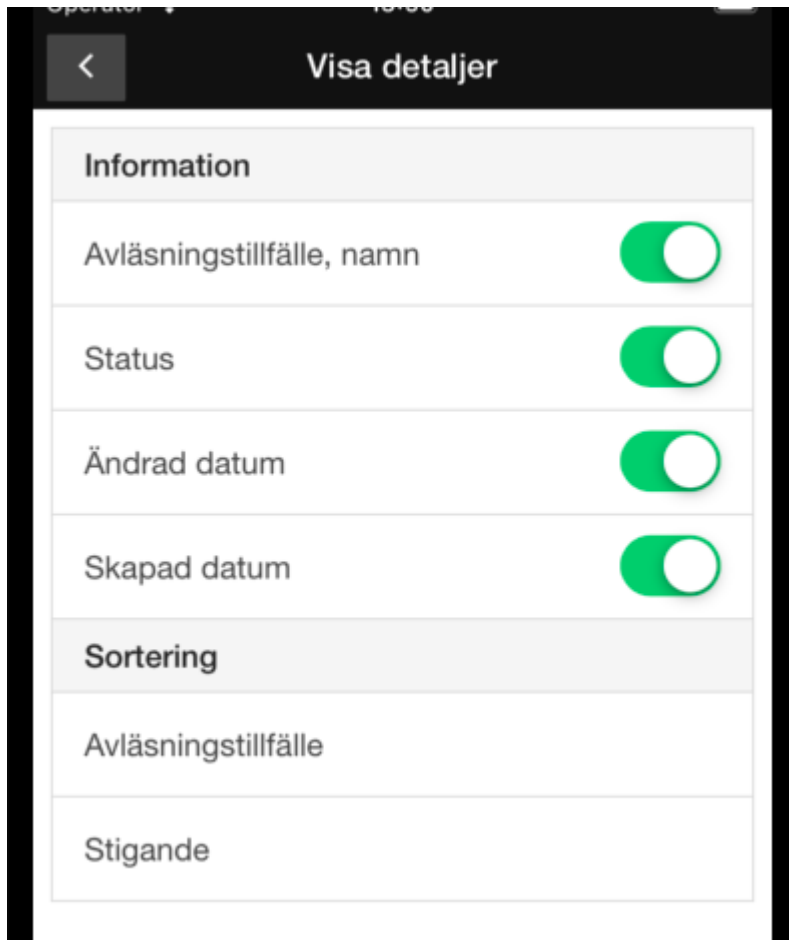 Visa detaljer
Information
Avläsningstillfälle, namn
Status
Ändrad datum
Skapad datum
Sortering
Avläsningstillfälle
Stigande